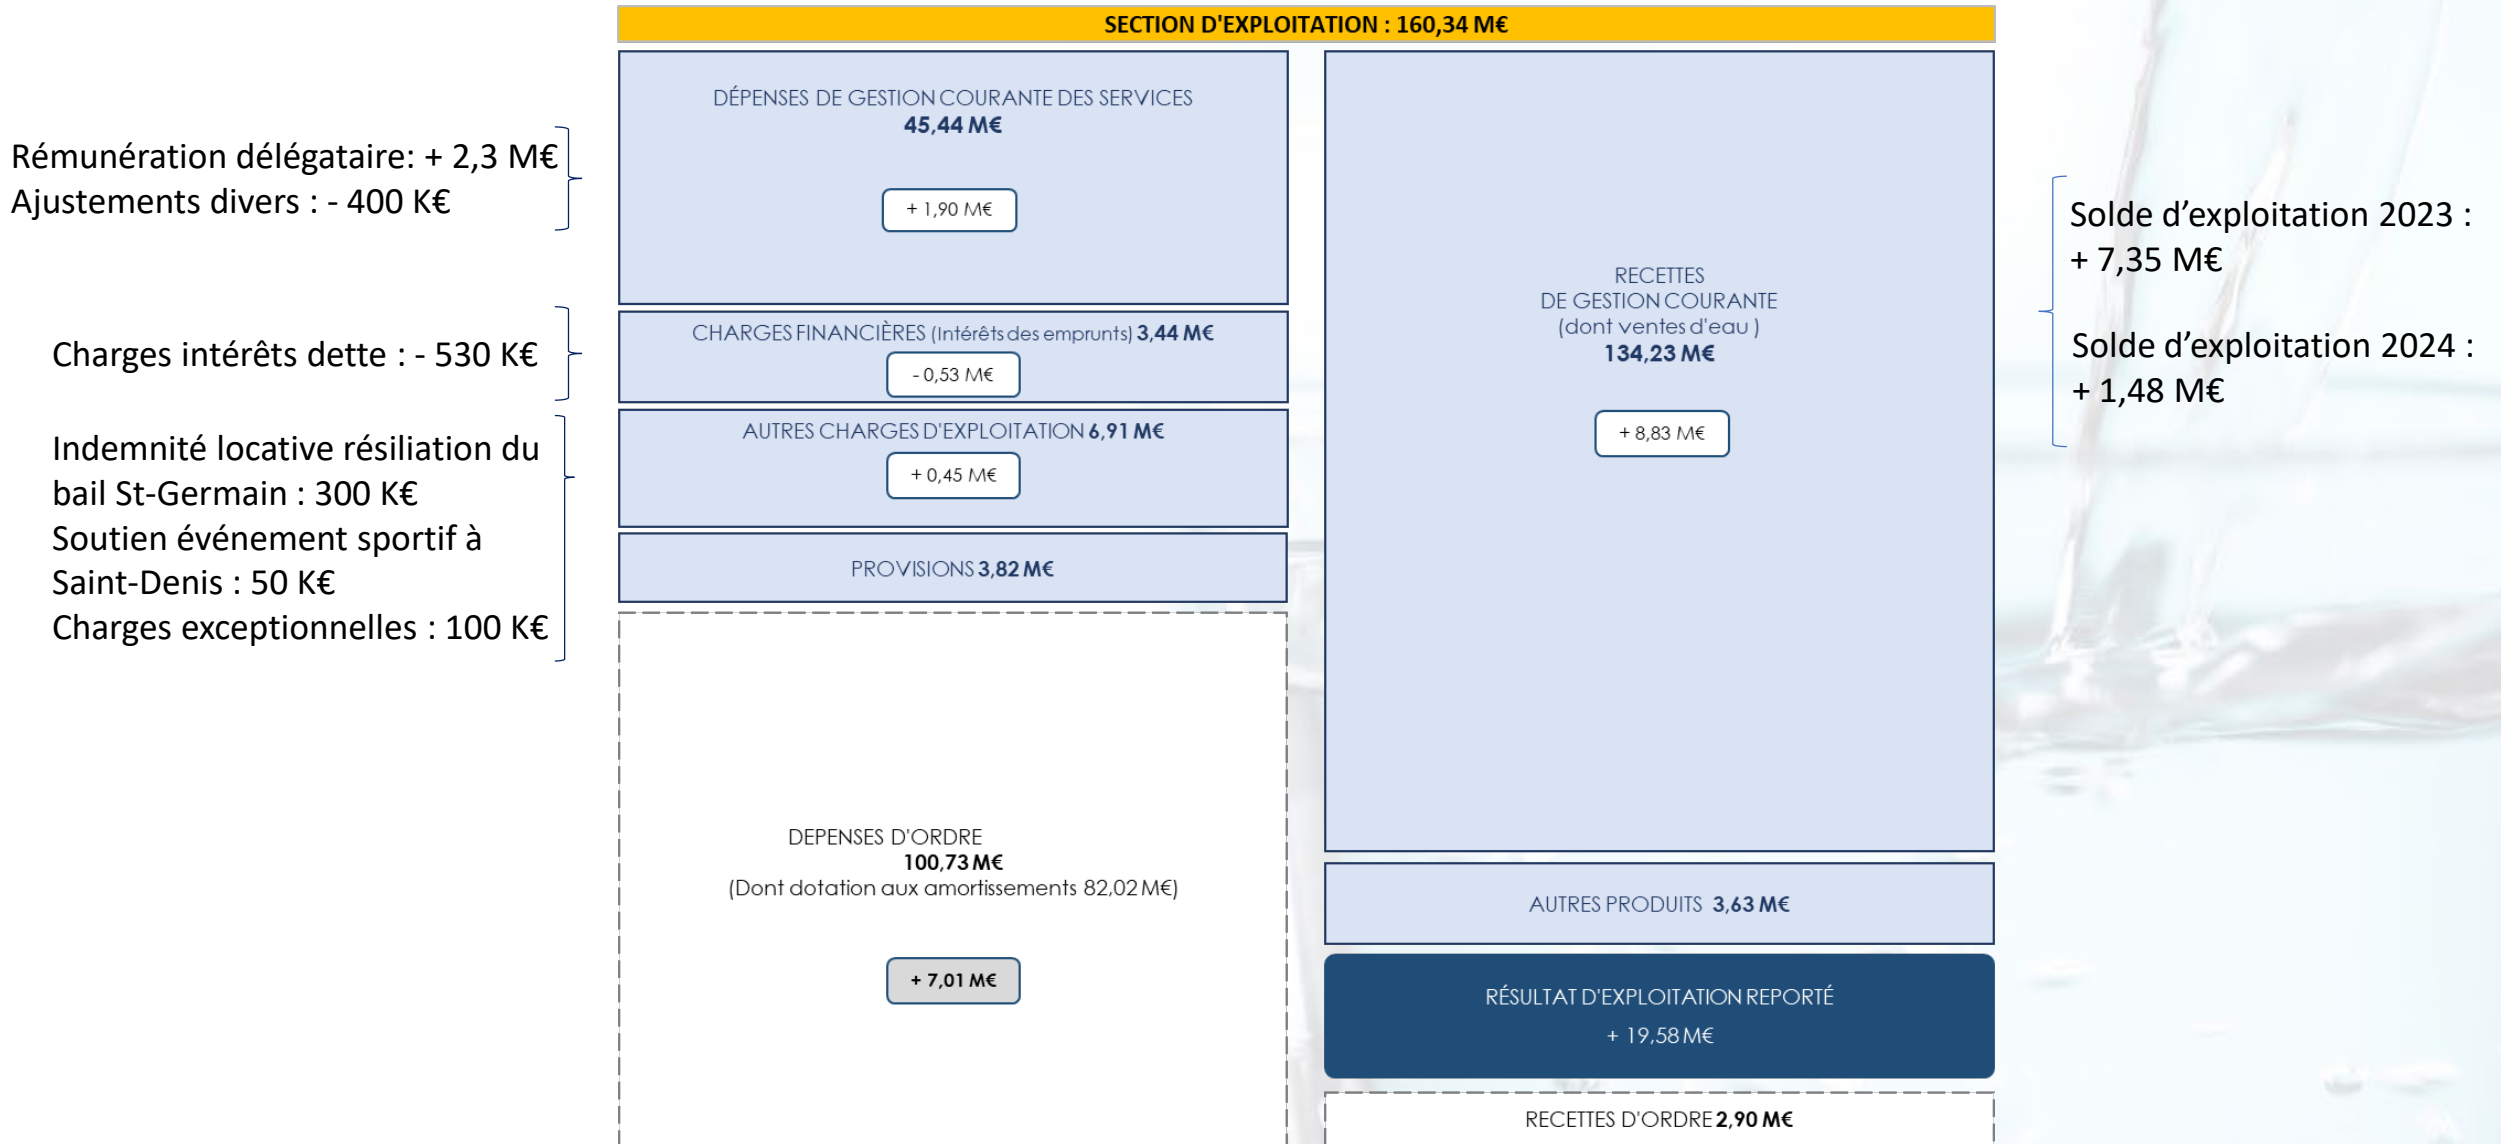 SECTION D'EXPLOITATION : 160,34 M€
Rémunération délégataire: + 2,3 M€
Ajustements divers : - 400 K€
Charges intérêts dette : - 530 K€
Indemnité locative résiliation du
bail St-Germain : 300 K€
Soutien événement sportif à
Saint-Denis : 50 K€
Charges exceptionnelles : 100 K€
DÉPENSES DE GESTION COURANTE DES SERVICES
45,44 M€
+ 1,90 M€
CHARGES FINANCIÈRES (Intérêts des emprunts) 3,44 M€
- 0,53 M€
AUTRES CHARGES D'EXPLOITATION 6,91 M€
+ 0,45 M€
PROVISIONS 3,82 M€
DEPENSES D'ORDRE
100,73 M€
(Dont dotation aux amortissements 82,02 M€)
+ 7,01 M€
RECETTES
DE GESTION COURANTE
(dont ventes d'eau )
134,23 M€
+ 8,83 M€
AUTRES PRODUITS 3,63 M€
RÉSULTAT D'EXPLOITATION REPORTÉ
+ 19,58 M€
RECETTES D'ORDRE 2,90 M€
Solde d’exploitation 2023 :
+ 7,35 M€
Solde d’exploitation 2024 :
+ 1,48 M€